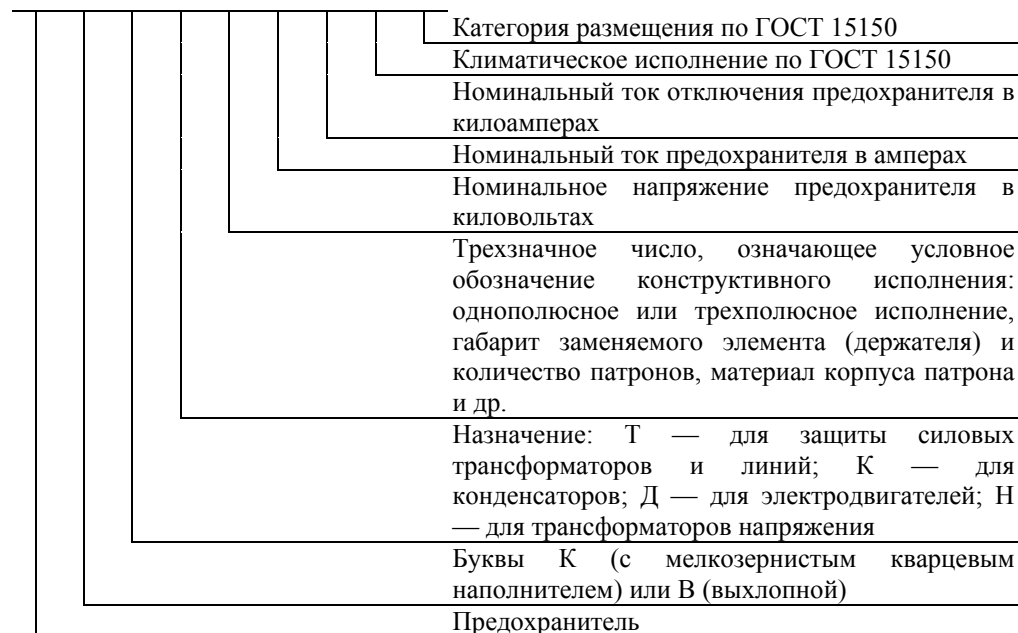 Категория размещения по ГОСТ 15150
Климатическое исполнение по ГОСТ 15150
Номинальный ток отключения предохранителя в
килоамперах
Номинальный ток предохранителя в амперах
Номинальное напряжение предохранителя в
киловольтах
Трехзначное число, означающее условное
обозначение конструктивного исполнения:
однополюсное или трехполюсное исполнение,
габарит заменяемого элемента (держателя) и
количество патронов, материал корпуса патрона
и др.
Назначение: Т — для защиты силовых
трансформаторов и линий; К — для
конденсаторов; Д — для электродвигателей; Н
— для трансформаторов напряжения
Буквы К (с мелкозернистым кварцевым
наполнителем) или В (выхлопной)
Предохранитель